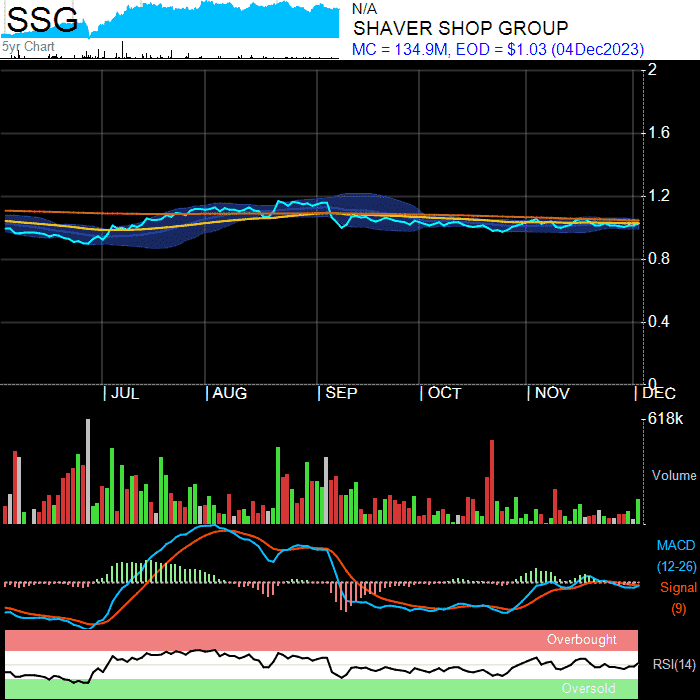 SSG
5yr Chart
N/A
SHAVER SHOP GROUP
MC = 134.9M, EOD = $1.03 (04Dec2023)
2
1.6
1.2
0.8
0.4
0
| JUL | AUG | SEP | OCT | NOV | DEC
618k
Volume
MACD
(12-26)
Signal
(9)
Overbought
RSI(14)
Oversold